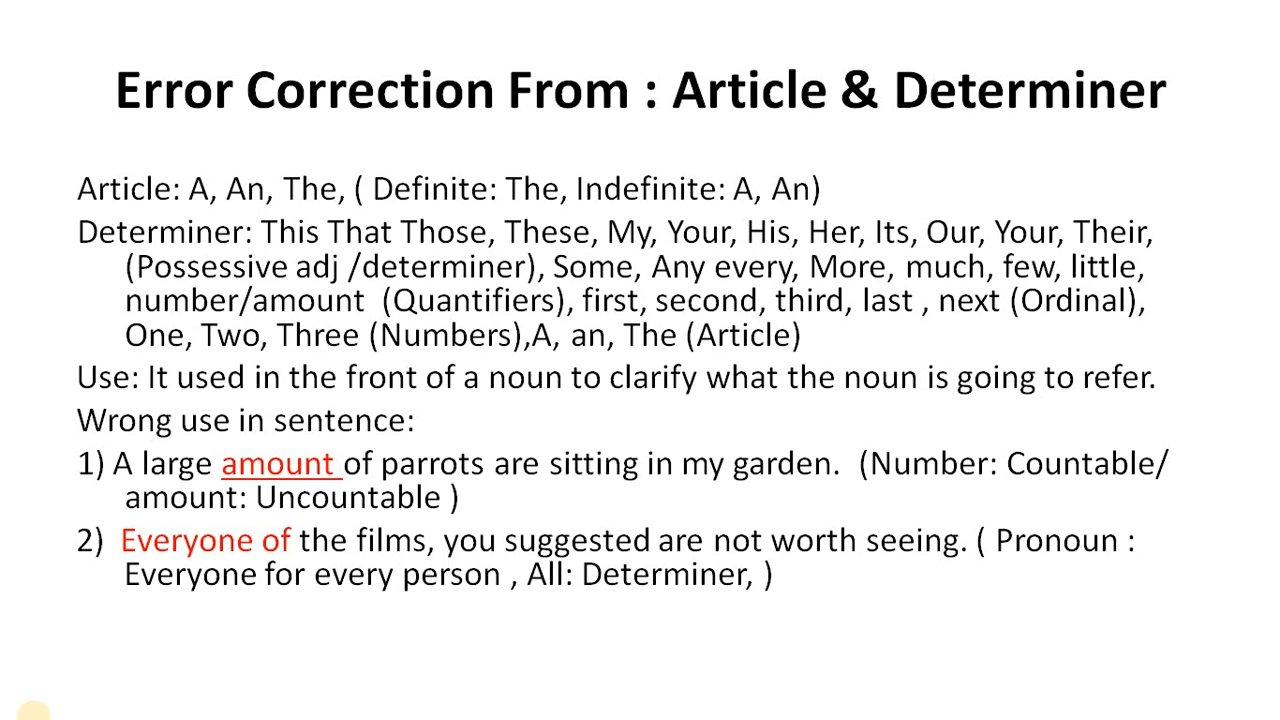 Error Correction From : Article & Determiner
Article: A, An, The, ( Definite: The, Indefinite: A, An)
Determiner: This That Those, These, My, Your, His, Her, Its, Our, Your, Their,
(Possessive adj /determiner), Some, Any every, More, much, few, little,
number/amount (Quantifiers), first, second, third, last , next (Ordinal),
One, Two, Three (Numbers),A, an, The (Article)
Use: It used in the front of a noun to clarify what the noun is going to refer.
Wrong use in sentence:
1) A large amount of parrots are sitting in my garden. (Number: Countable/
amount: Uncountable )
2) Everyone of the films, you suggested are not worth seeing. ( Pronoun :
Everyone for every person , All: Determiner, )